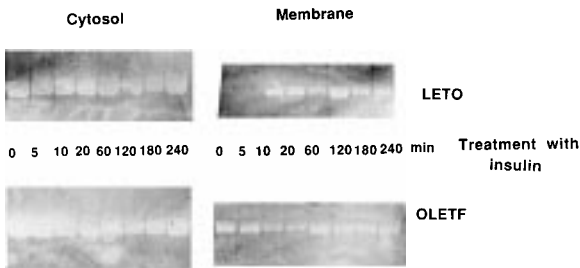 Cytosol
Membrane
LETO
0 5 10 20 60 120 180 240
0 5 10 20 60 120 180 240 min
Treatment with
insulin
OLETF